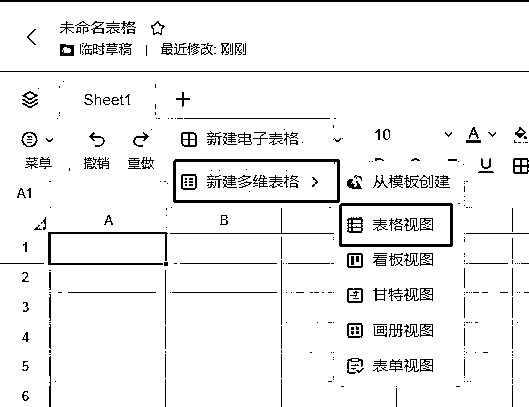 未命名表格
临时草稿 | 最近修改: 刚刚
Sheet1 +
新建电子表格
10 A
菜单 撤销 重做
U
新建多维表格 >
从模板创建
A1
表格视图
A B
1
看板视图
2
甘特视图
3
画册视图
4
表单视图
5
6